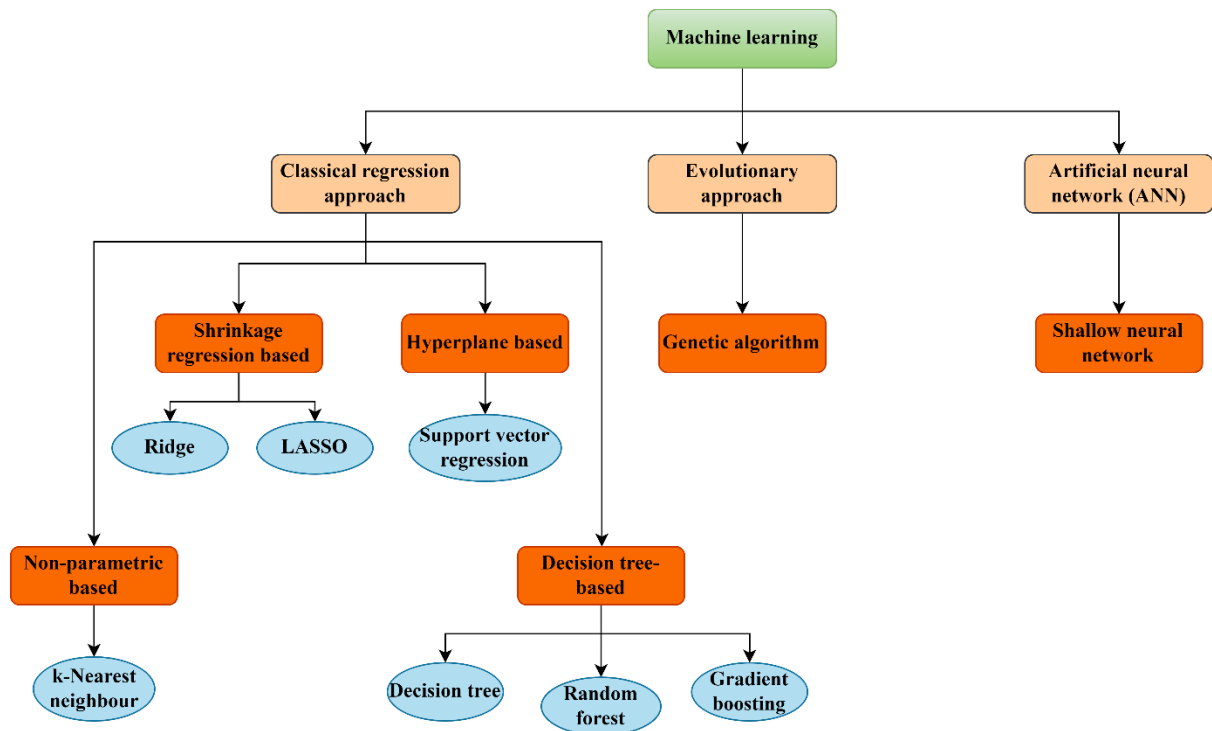 Machine learning
Classical regression
approach
Evolutionary
approach
Artificial neural
network (ANN)
Shrinkage
regression based
Hyperplane based
Genetic algorithm
Shallow neural
network
Ridge
LASSO
Support vector
regression
Non-parametric
based
Decision tree-
based
k-Nearest
neighbour
Decision tree
Random
forest
Gradient
boosting